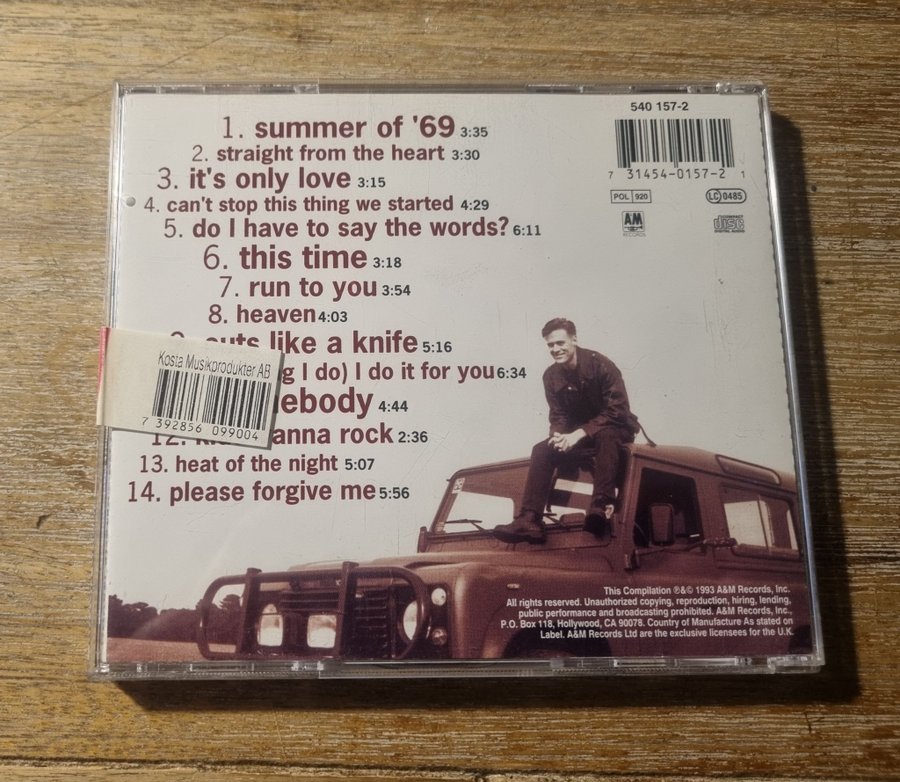 1. summer of '69 3:35
2. straight from the heart 3:30
3. it's only love 3:15
4. can't stop this thing we started 4:29
5. do I have to say the words? 6:11
6. this time 3:18
7. run to you 3:54
8. heaven 4:03
like a knife 5:16
I do) I do it for you 6:34
4:44
12. rock 2:36
13. heat of the night 5:07
14. please forgive me 5:56
Kosta Musikprodukter AB
7 392856 099004
540 157-2
7 31454-0157-2 1
POL 920
LC 0485
A&M
RECORDS
COMPACT
disc
DIGITAL AUDIO
This Compilation ℗&© 1993 A&M Records, Inc.
All rights reserved. Unauthorized copying, reproduction, hiring, lending,
public performance and broadcasting prohibited. A&M Records, Inc.,
P.O. Box 118, Hollywood, CA 90078. Country of Manufacture As stated on
Label. A&M Records Ltd are the exclusive licensees for the U.K.